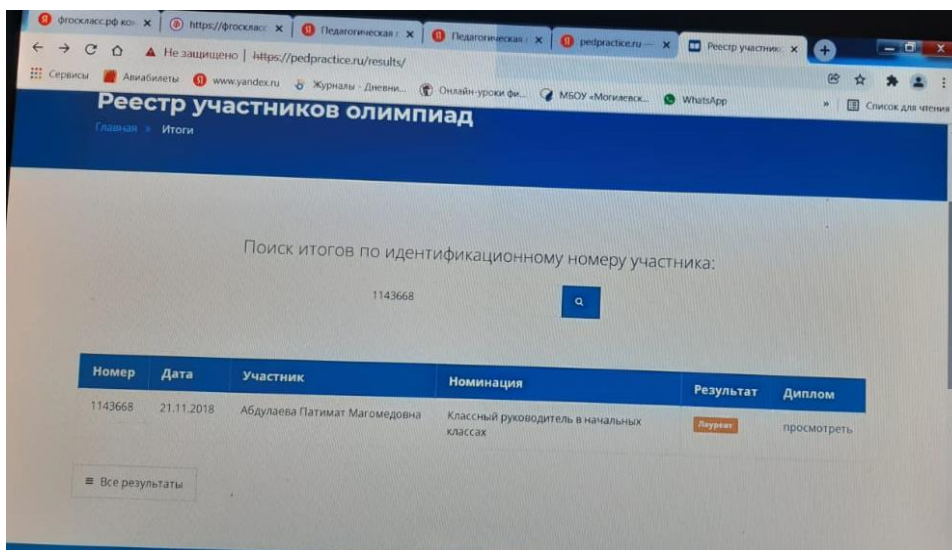 фгоскласс.рф кон
https://фгоскласс
Педагогическая
Педагогическая
pedpractice.ru —
Реестр участник
Не защищено | https://pedpractice.ru/results/
Сервисы Авиабилеты www.yandex.ru Журналы - Дневни... Онлайн-уроки фи... МБОУ «Могилевск... WhatsApp » Список для чтения
Реестр участников олимпиад
Главная » Итоги
Поиск итогов по идентификационному номеру участника:
1143668
Номер Дата Участник Номинация Результат Диплом
1143668 21.11.2018 Абдулаева Патимат Магомедовна Классный руководитель в начальных Лауреат просмотреть
классах
Все результаты